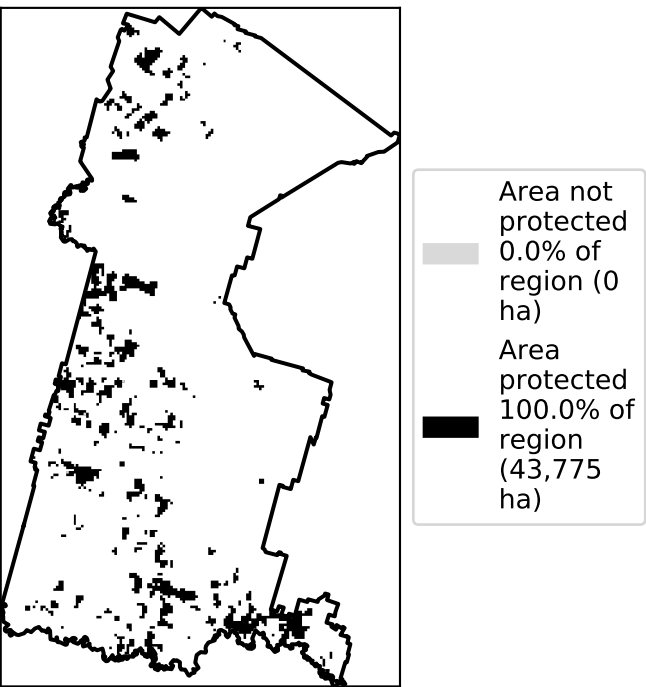 Area not
protected
0.0% of
region (0
ha)
Area
protected
100.0% of
region
(43,775
ha)